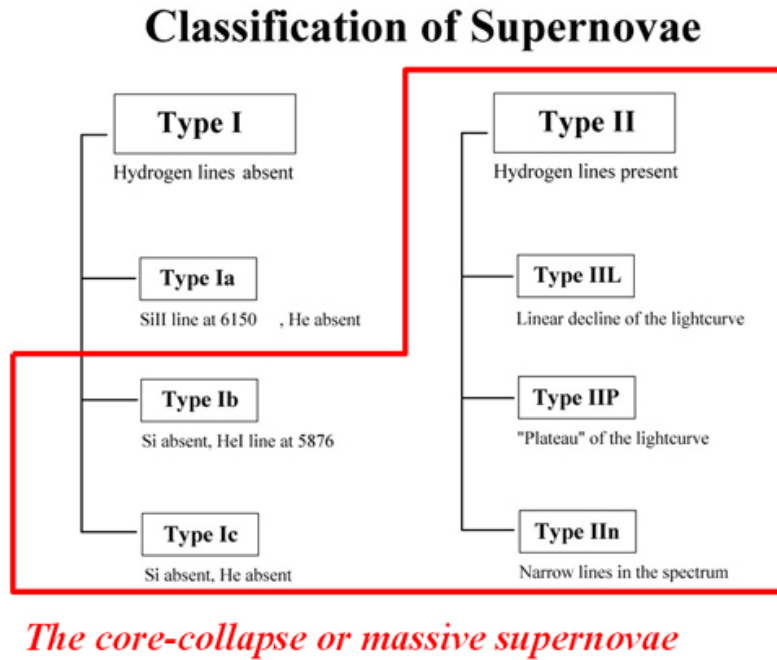 Classification of Supernovae
Type I
Hydrogen lines absent
Type Ia
SiII line at 6150 , He absent
Type Ib
Si absent, HeI line at 5876
Type Ic
Si absent, He absent
Type II
Hydrogen lines present
Type IIL
Linear decline of the lightcurve
Type IIP
"Plateau" of the lightcurve
Type IIn
Narrow lines in the spectrum
The core-collapse or massive supernovae